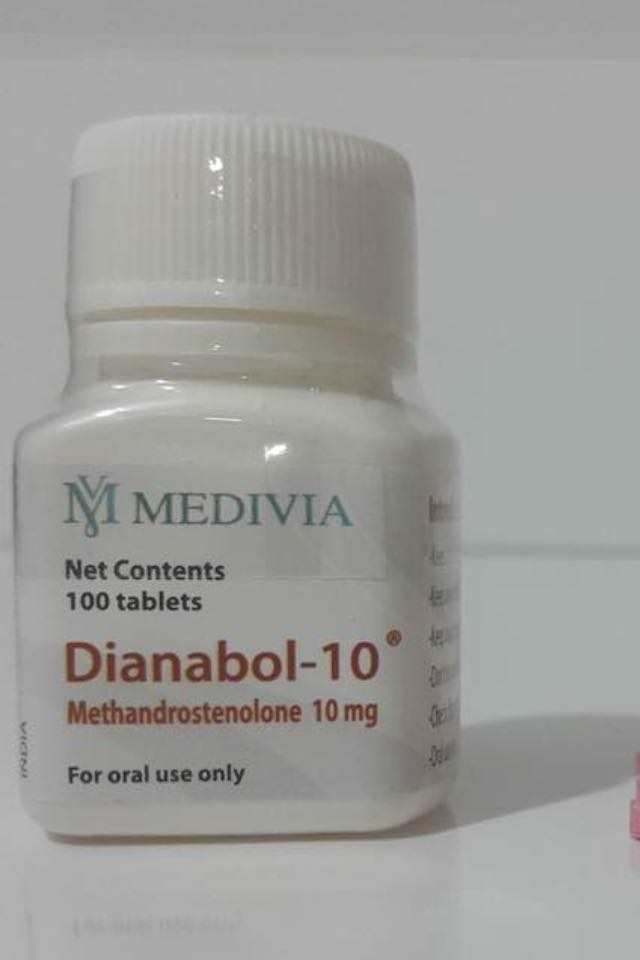 MEDIVIA
Net Contents
100 tablets
Dianabol-10®
Methandrostenolone 10 mg
For oral use only
INDIA